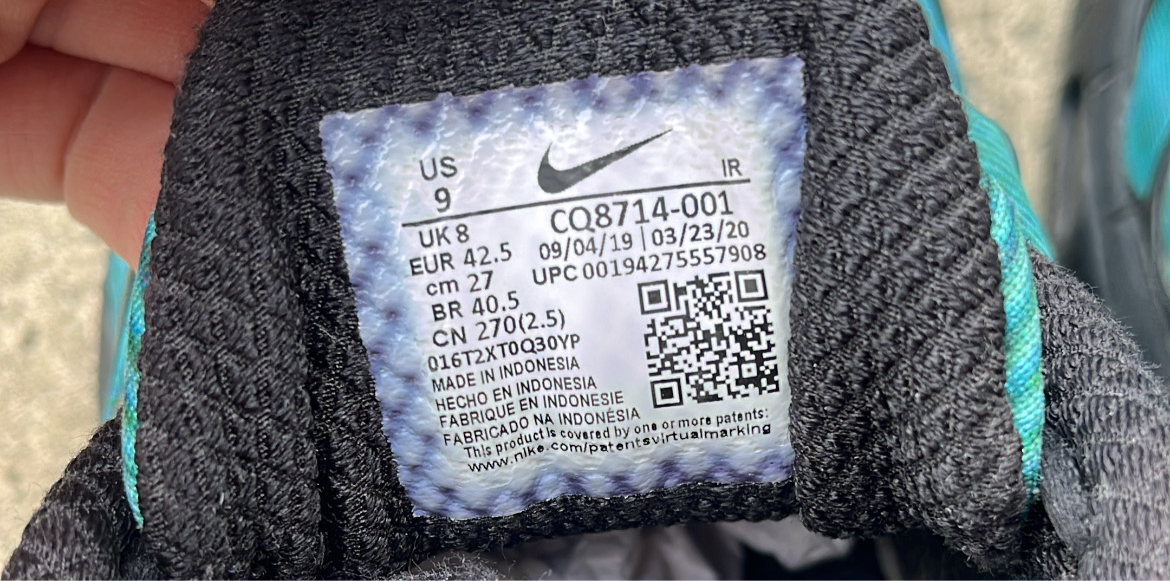 US
9
IR
UK 8
CQ8714-001
EUR 42.5
09/04/19 | 03/23/20
cm 27
UPC 00194275557908
BR 40.5
CN 270(2.5)
016T2XT0Q30YP
MADE IN INDONESIA
HECHO EN INDONESIA
FABRIQUE EN INDONESIE
FABRICADO NA INDONÉSIA
This product is covered by one or more patents:
www.nike.com/patentsvirtualmarking